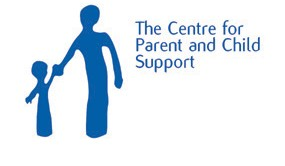 The Centre for
Parent and Child
Support